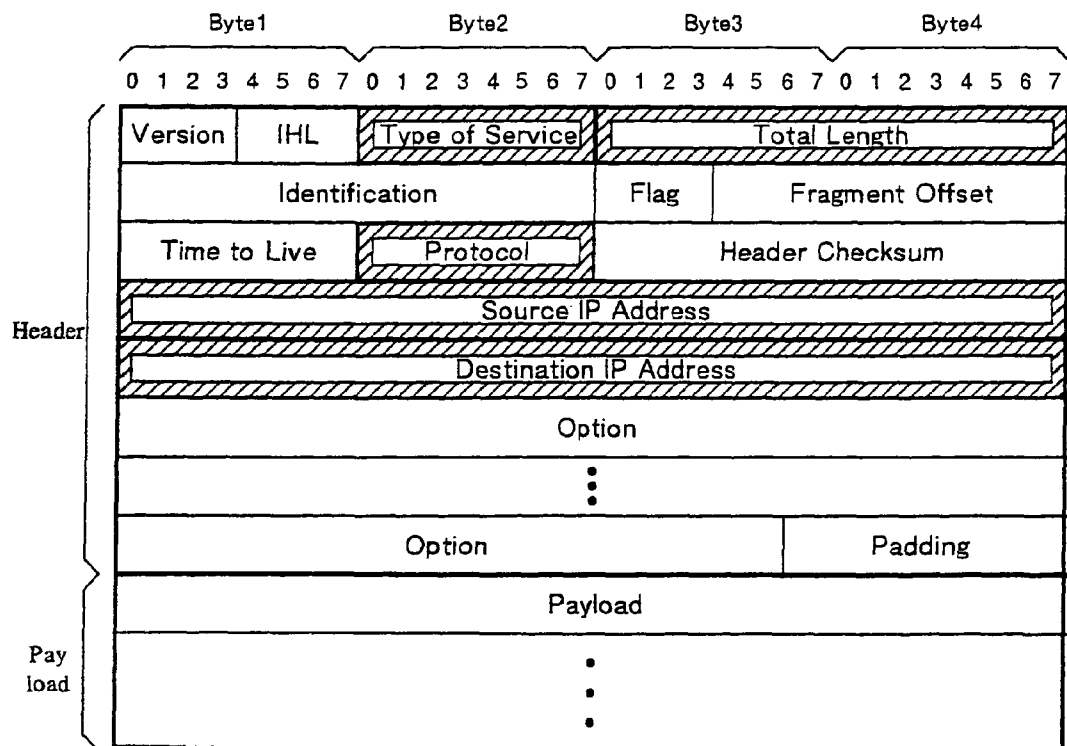 Byte1 Byte2 Byte3 Byte4
0 1 2 3 4 5 6 7 0 1 2 3 4 5 6 7 0 1 2 3 4 5 6 7 0 1 2 3 4 5 6 7
Version IHL Type of Service Total Length
Identification Flag Fragment Offset
Time to Live Protocol Header Checksum
Source IP Address
Header
Destination IP Address
Option
Option Padding
Payload
Pay
load